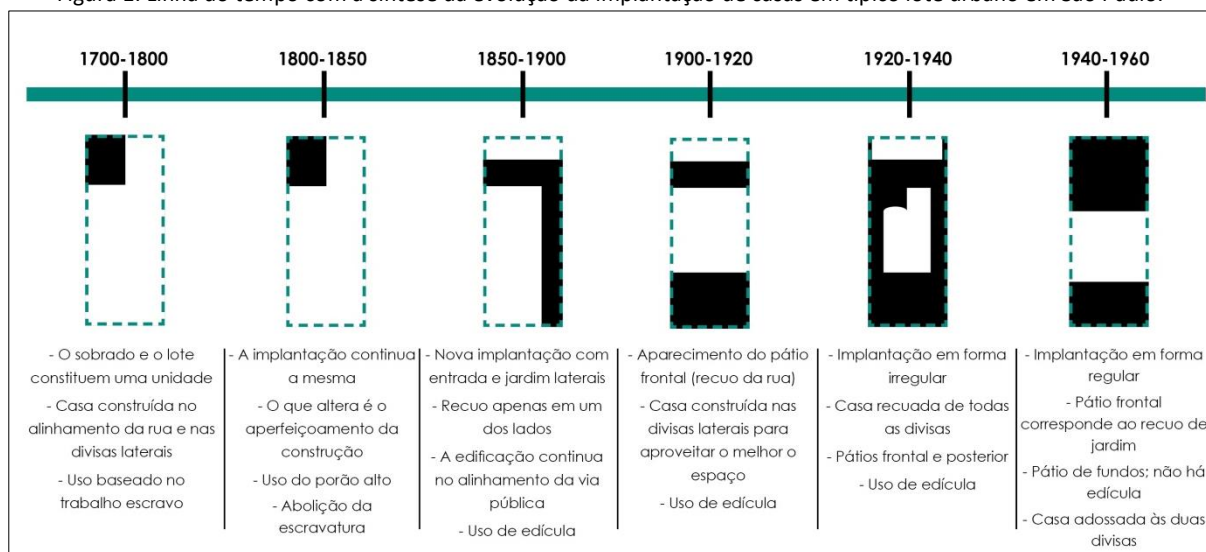 Linha do tempo com a síntese da evolução da implantação de casas em típico lote urbano em São Paulo.
1700-1800
1800-1850
1850-1900
1900-1920
1920-1940
1940-1960
- O sobrado e o lote
constituem uma unidade
- Casa construída no
alinhamento da rua e nas
divisas laterais
- Uso baseado no
trabalho escravo
- A implantação continua
a mesma
- O que altera é o
aperfeiçoamento da
construção
- Uso do porão alto
- Abolição da
escravatura
- Nova implantação com
entrada e jardim laterais
- Recuo apenas em um
dos lados
- A edificação continua
no alinhamento da via
pública
- Uso de edícula
- Aparecimento do pátio
frontal (recuo da rua)
- Casa construída nas
divisas laterais para
aproveitar o melhor o
espaço
- Uso de edícula
- Implantação em forma
irregular
- Casa recuada de todas
as divisas
- Pátios frontal e posterior
- Uso de edícula
- Implantação em forma
regular
- Pátio frontal
corresponde ao recuo de
jardim
- Pátio de fundos; não há
edícula
- Casa adossada às duas
divisas